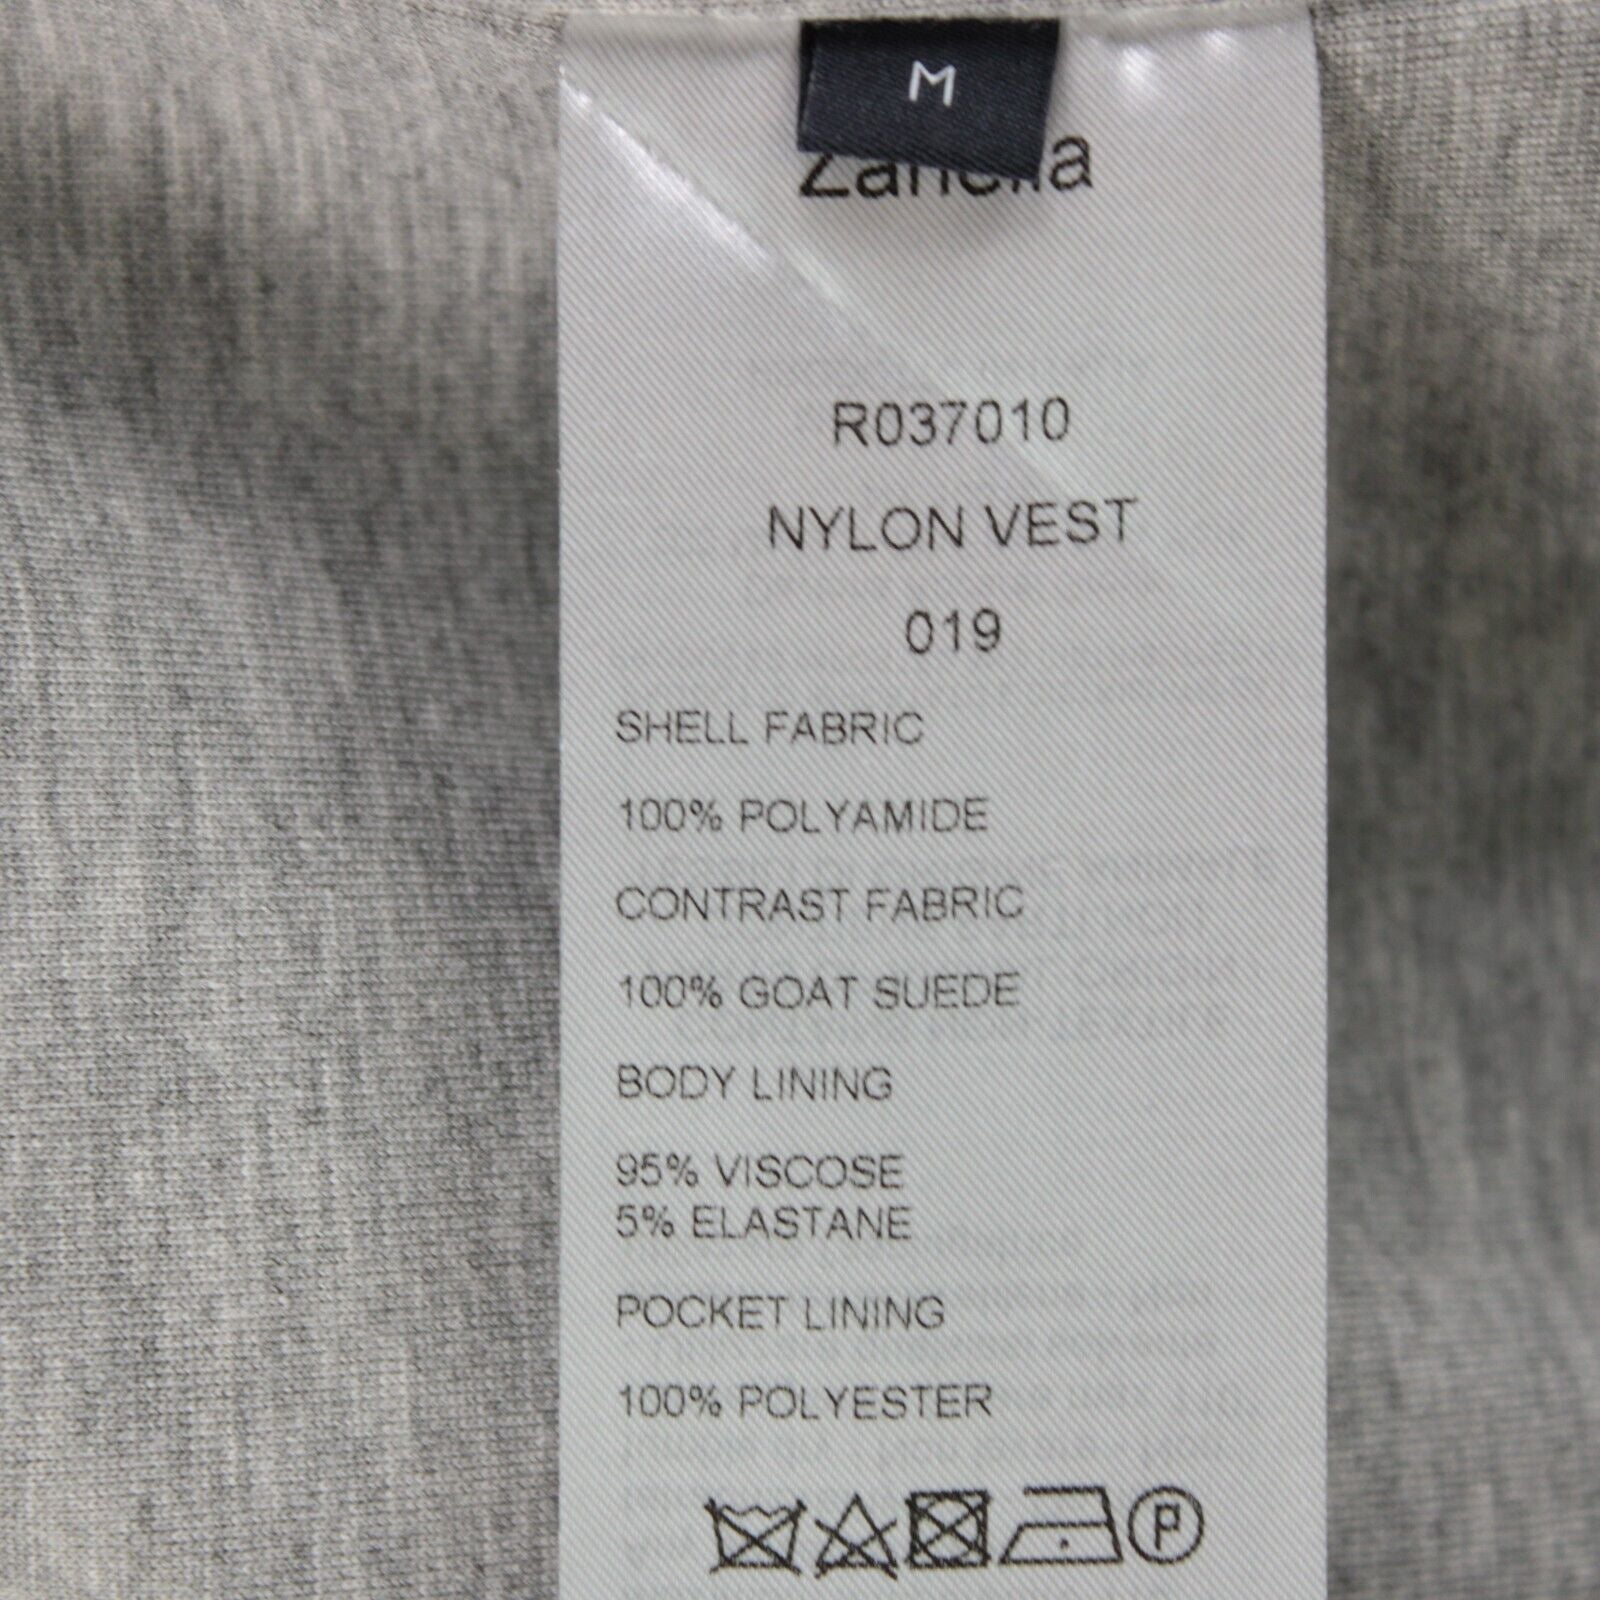 M
Zanella
R037010
NYLON VEST
019
SHELL FABRIC
100% POLYAMIDE
CONTRAST FABRIC
100% GOAT SUEDE
BODY LINING
95% VISCOSE
5% ELASTANE
POCKET LINING
100% POLYESTER
P